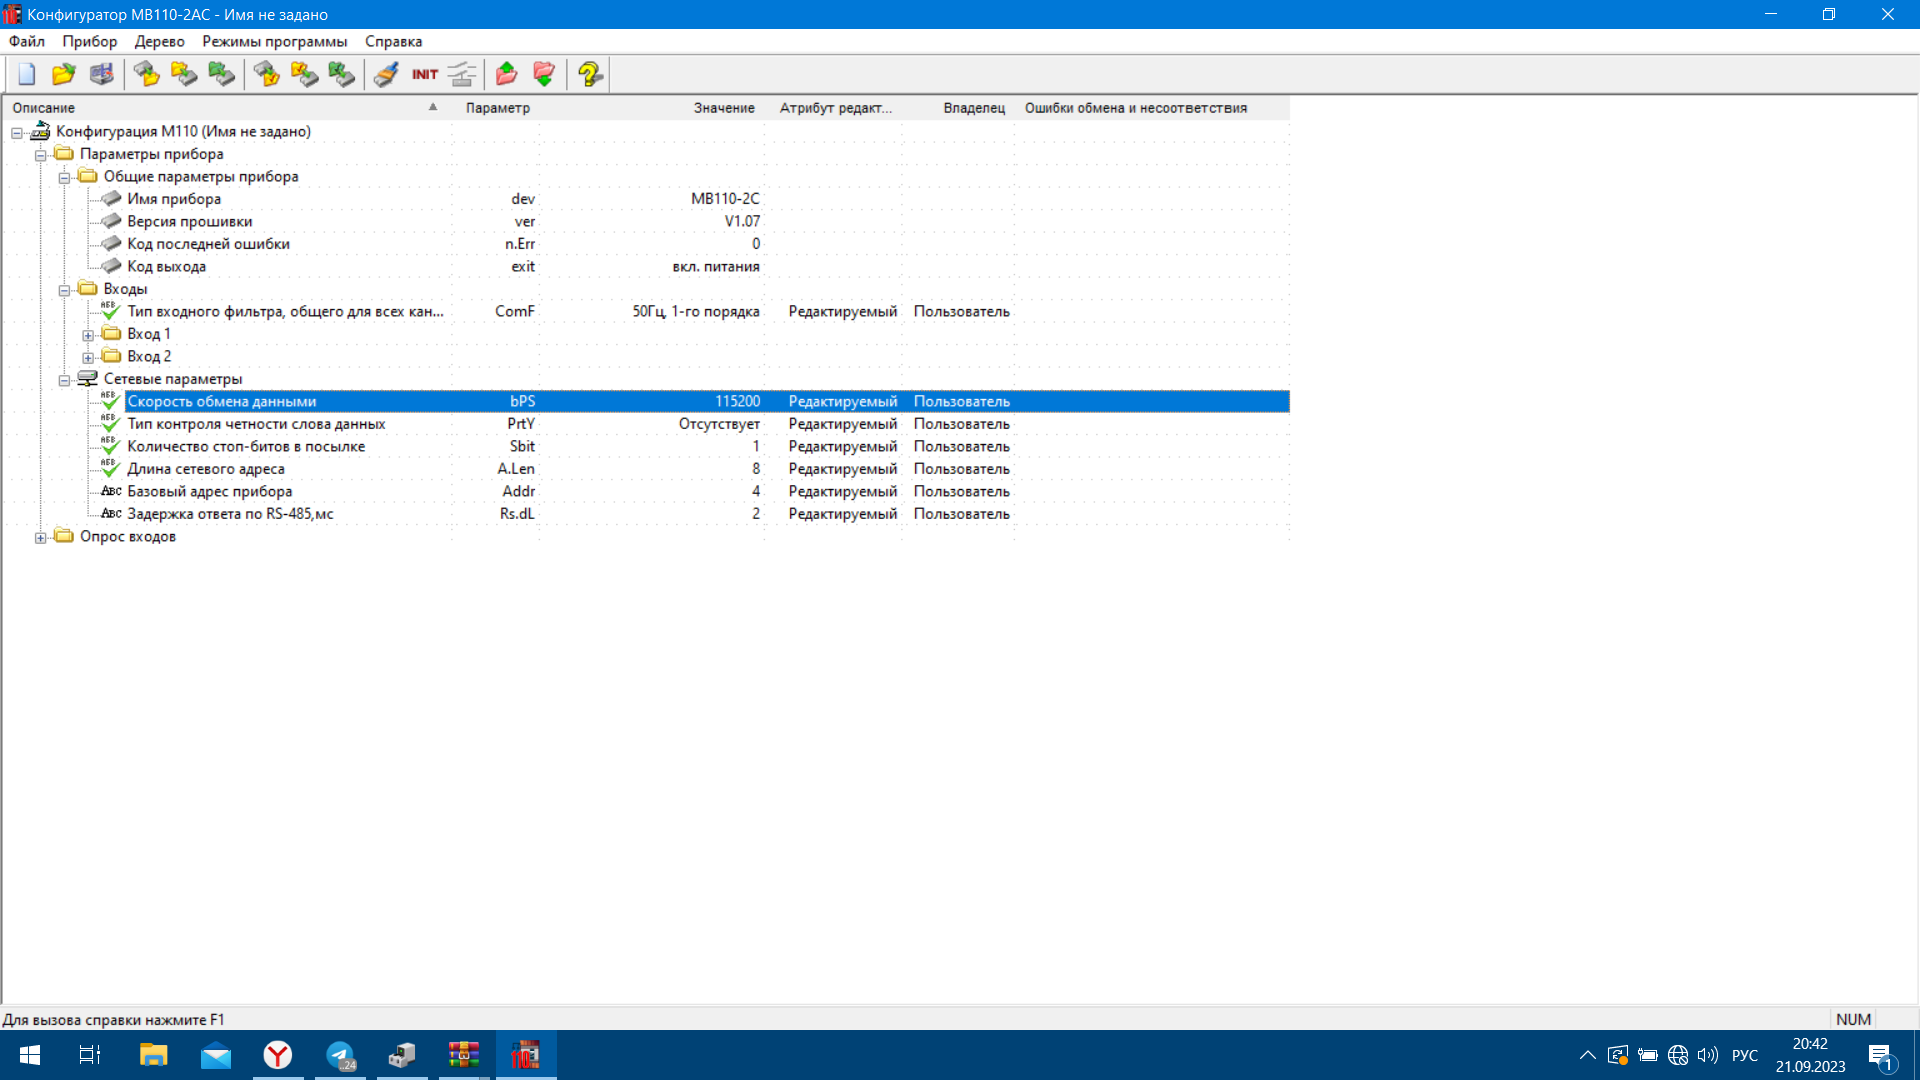 Конфигуратор МВ110-2АС - Имя не задано
Файл Прибор Дерево Режимы программы Справка
INIT
Описание Параметр Значение Атрибут редакт... Владелец Ошибки обмена и несоответствия
Конфигурация М110 (Имя не задано)
Параметры прибора
Общие параметры прибора
Имя прибора dev МВ110-2С
Версия прошивки ver V1.07
Код последней ошибки n.Err 0
Код выхода exit вкл. питания
Входы
Тип входного фильтра, общего для всех кан... ComF 50Гц, 1-го порядка Редактируемый Пользователь
Вход 1
Вход 2
Сетевые параметры
Скорость обмена данными bPS 115200 Редактируемый Пользователь
Тип контроля четности слова данных PrtY Отсутствует Редактируемый Пользователь
Количество стоп-битов в посылке Sbit 1 Редактируемый Пользователь
Длина сетевого адреса A.Len 8 Редактируемый Пользователь
Базовый адрес прибора Addr 4 Редактируемый Пользователь
Задержка ответа по RS-485,мс Rs.dL 2 Редактируемый Пользователь
Опрос входов
Для вызова справки нажмите F1 NUM
24 110 РУС 20:42
21.09.2023 1